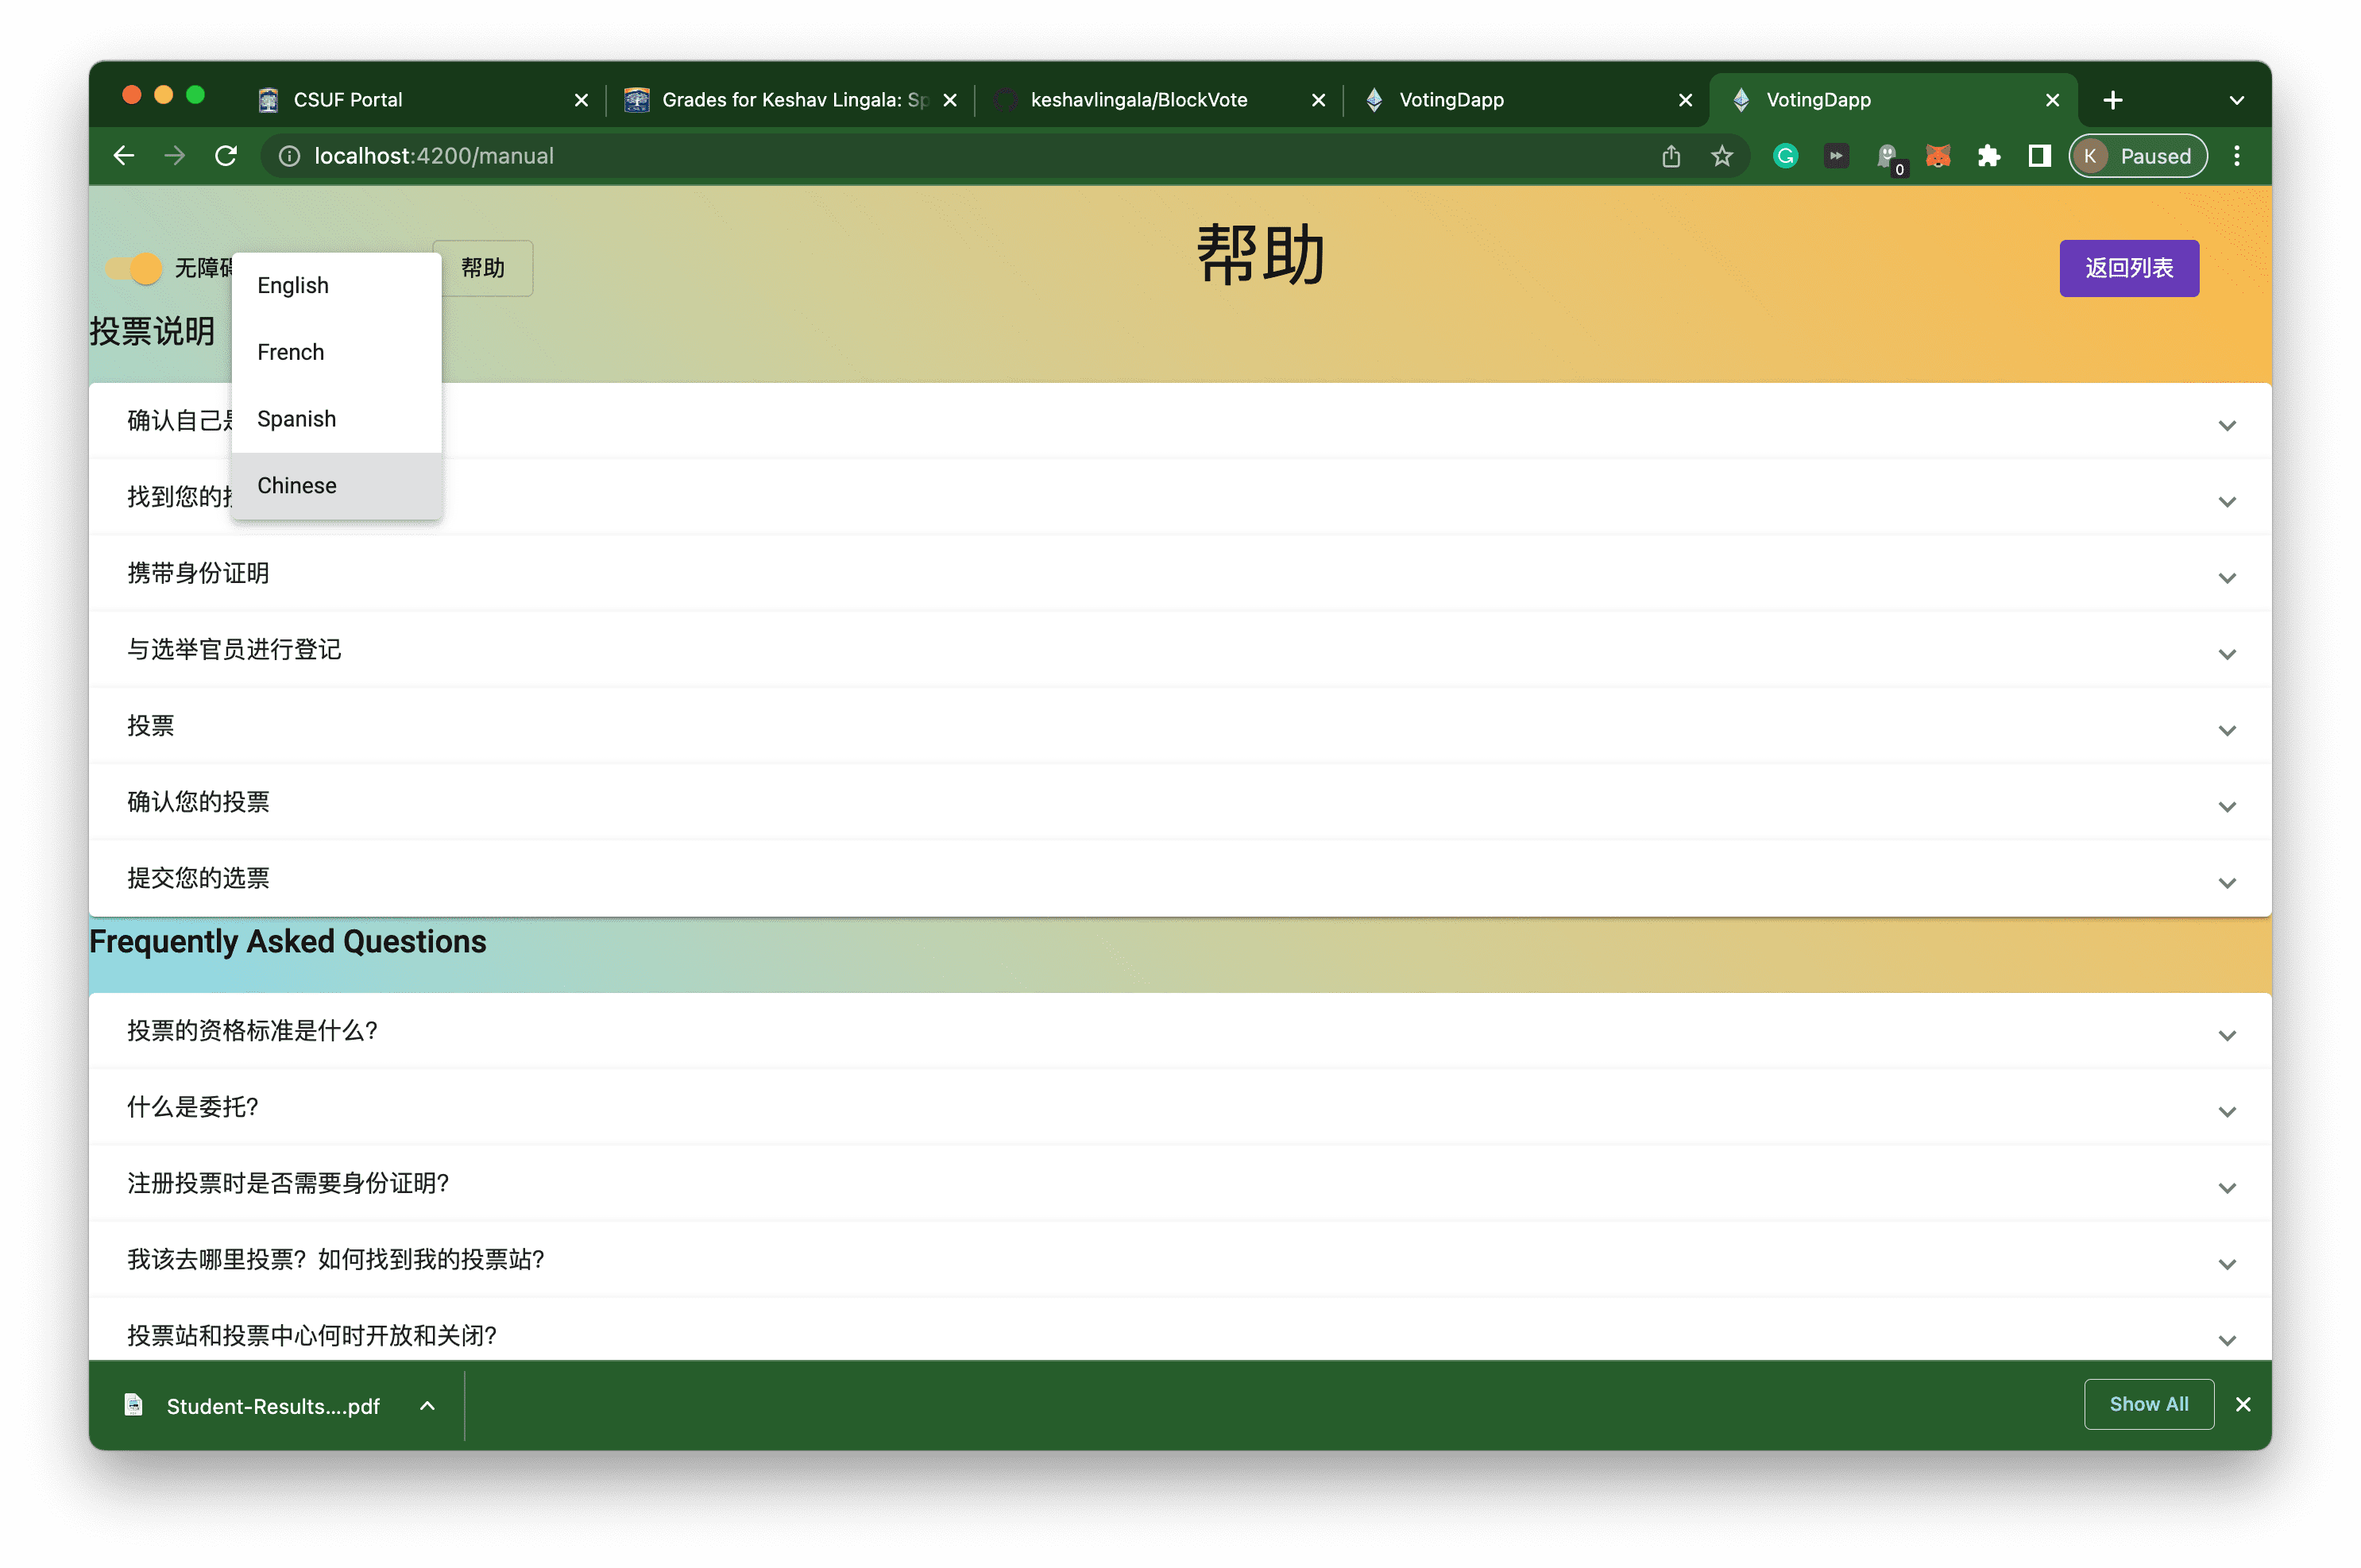 CSUF Portal
Grades for Keshav Lingala: Sp
keshavlingala/BlockVote
VotingDapp
VotingDapp
localhost:4200/manual
0
K Paused
帮助
无障碍
帮助
返回列表
English
French
Spanish
Chinese
投票说明
确认自己是
找到您的
携带身份证明
与选举官员进行登记
投票
确认您的投票
提交您的选票
Frequently Asked Questions
投票的资格标准是什么?
什么是委托?
注册投票时是否需要身份证明?
我该去哪里投票? 如何找到我的投票站?
投票站和投票中心何时开放和关闭?
Student-Results....pdf
Show All